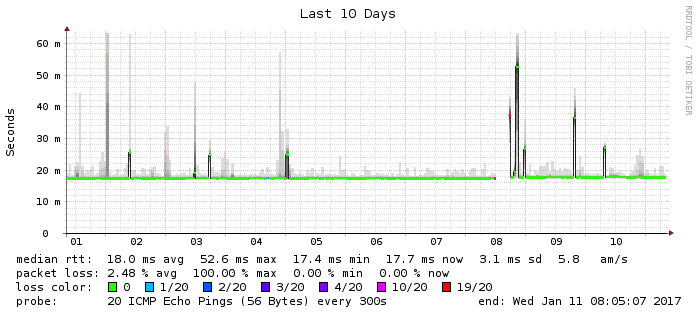 Last 10 Days
RRDTOOL / TOBI OETIKER
Seconds
60 m
50 m
40 m
30 m
20 m
10 m
0
01 02 03 04 05 06 07 08 09 10
median rtt: 18.0 ms avg 52.6 ms max 17.4 ms min 17.7 ms now 3.1 ms sd 5.8 am/s
packet loss: 2.48 % avg 100.00 % max 0.00 % min 0.00 % now
loss color: 0 1/20 2/20 3/20 4/20 10/20 19/20
probe: 20 ICMP Echo Pings (56 Bytes) every 300s end: Wed Jan 11 08:05:07 2017